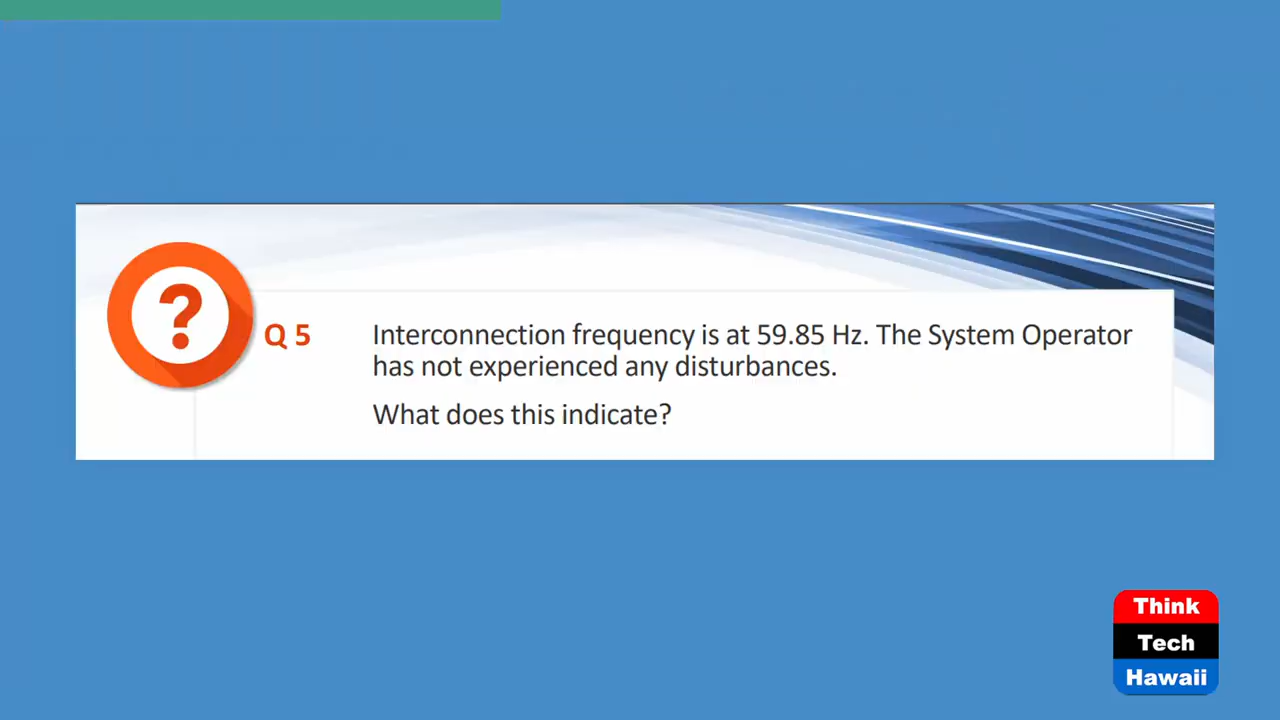 ?
Q 5
Interconnection frequency is at 59.85 Hz. The System Operator
has not experienced any disturbances.
What does this indicate?
Think
Tech
Hawaii